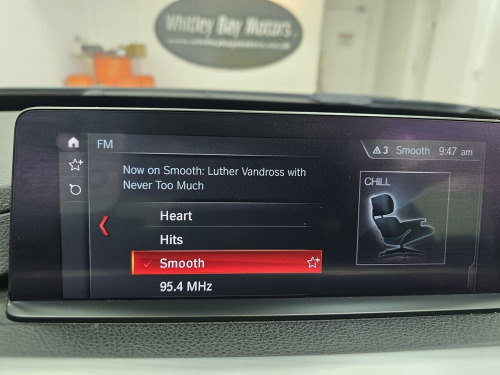 Whitley Bay Motors
FM
3 Smooth 9:47 am
Now on Smooth: Luther Vandross with
Never Too Much
CHILL
Heart
Hits
Smooth
95.4 MHz